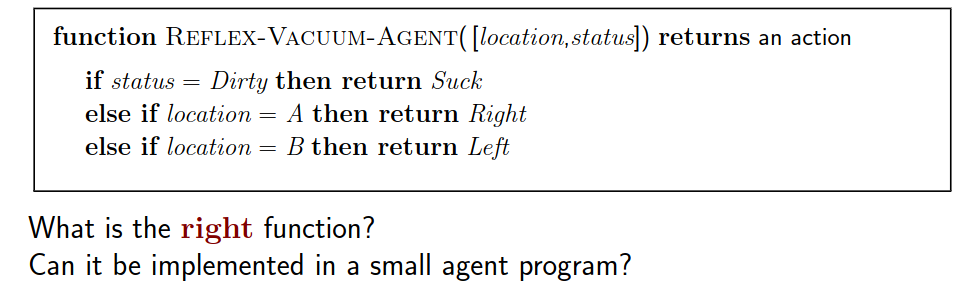 function REFLEX-VACUUM-AGENT([location,status]) returns an action
if status = Dirty then return Suck
else if location = A then return Right
else if location = B then return Left
What is the right function?
Can it be implemented in a small agent program?